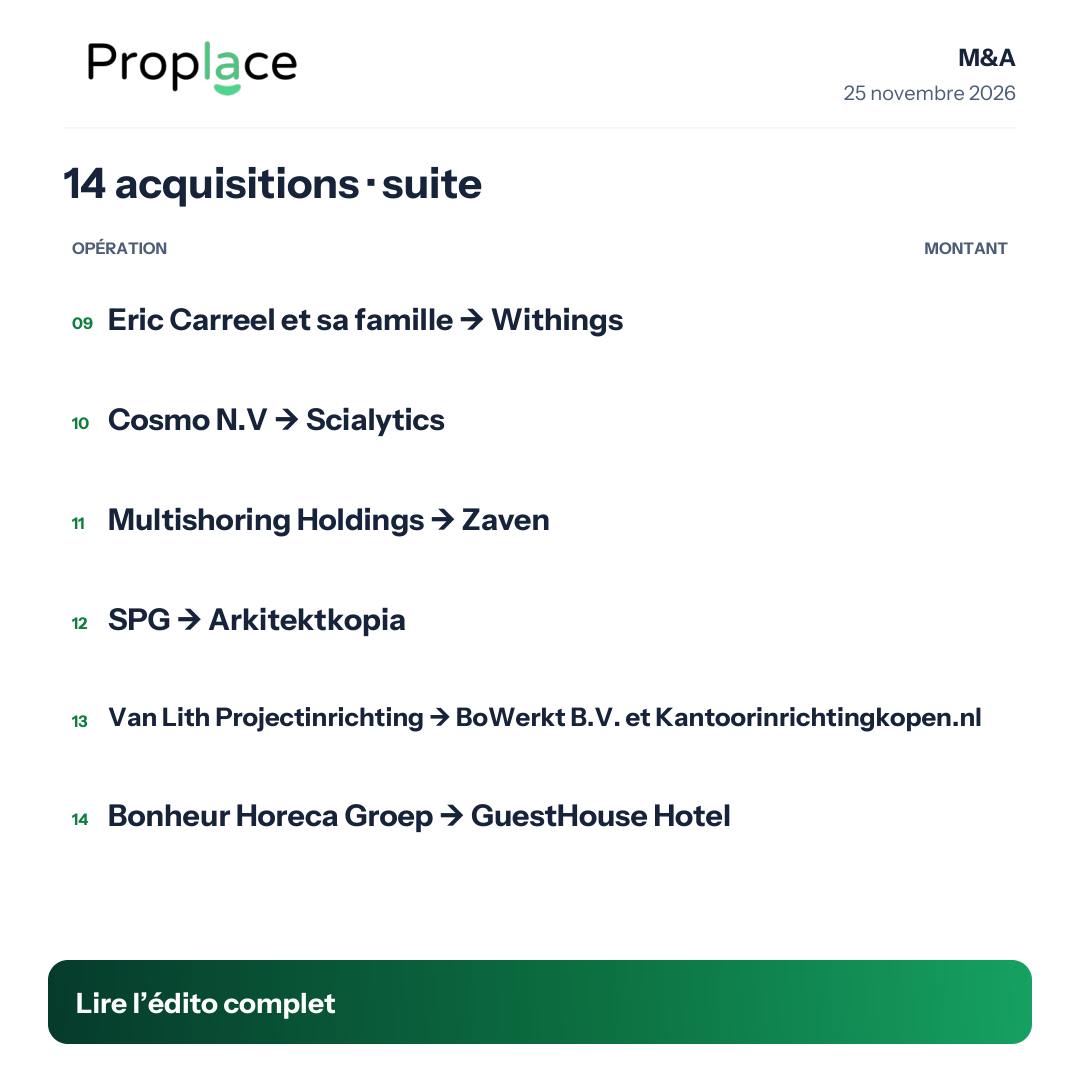 Proplace
M&A
25 novembre 2026
14 acquisitions · suite
OPÉRATION MONTANT
09 Eric Carreel et sa famille → Withings
10 Cosmo N.V → Scialytics
11 Multishoring Holdings → Zaven
12 SPG → Arkitektkopia
13 Van Lith Projectinrichting → BoWerkt B.V. et Kantoorinrichtingkopen.nl
14 Bonheur Horeca Groep → GuestHouse Hotel
Lire l’édito complet